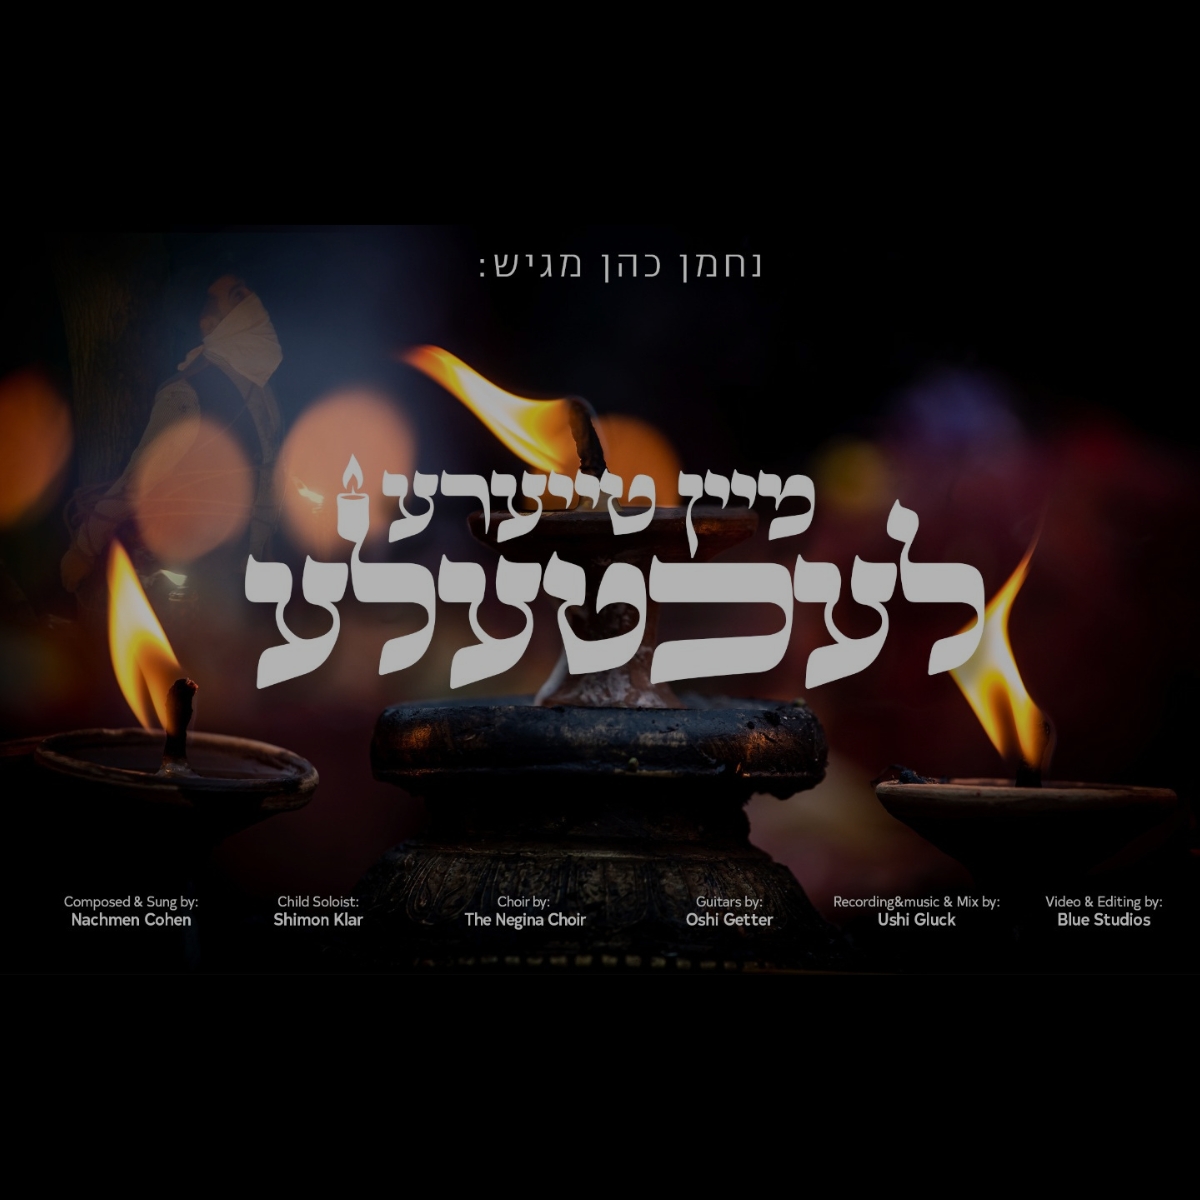 נחמן כהן מגיש:
מיין טייערע
לעכטעלע
Composed & Sung by:
Nachmen Cohen
Child Soloist:
Shimon Klar
Choir by:
The Negina Choir
Guitars by:
Oshi Getter
Recording&music & Mix by:
Ushi Gluck
Video & Editing by:
Blue Studios